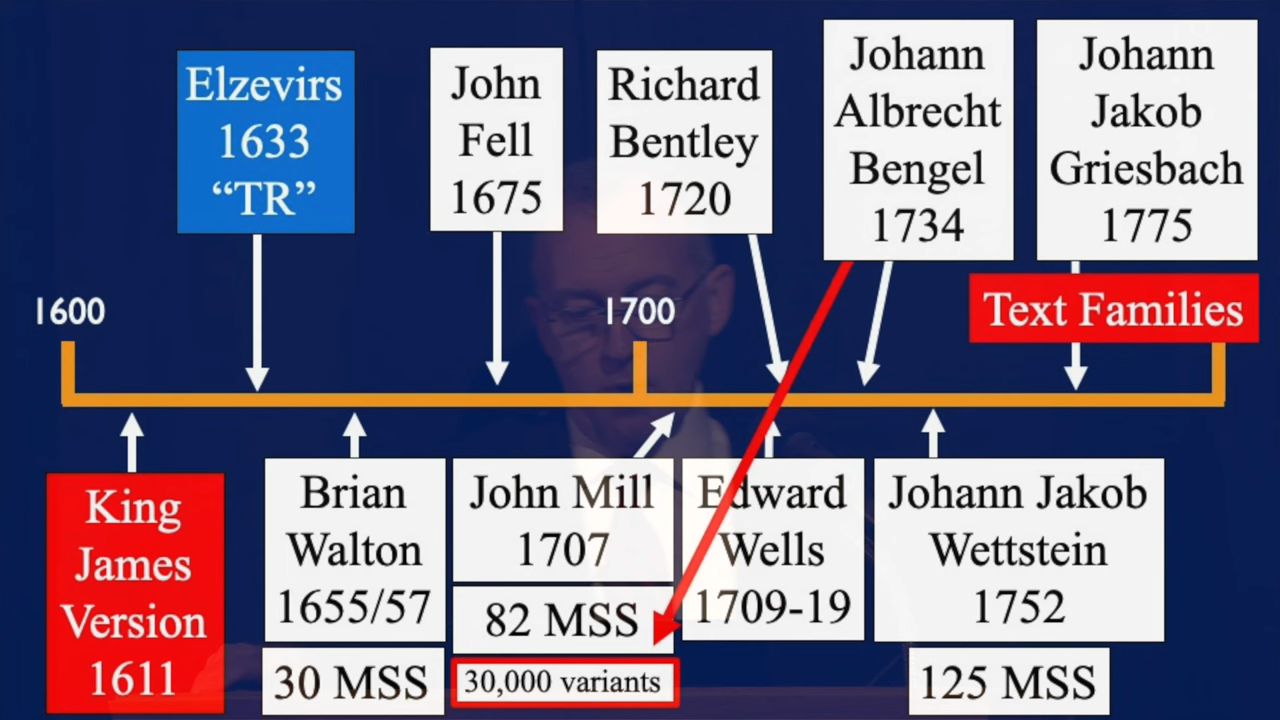 Elzevirs
1633
“TR”
John
Fell
1675
Richard
Bentley
1720
Johann
Albrecht
Bengel
1734
Johann
Jakob
Griesbach
1775
Text Families
1600
1700
King
James
Version
1611
Brian
Walton
1655/57
30 MSS
John Mill
1707
82 MSS
30,000 variants
Edward
Wells
1709-19
Johann Jakob
Wettstein
1752
125 MSS